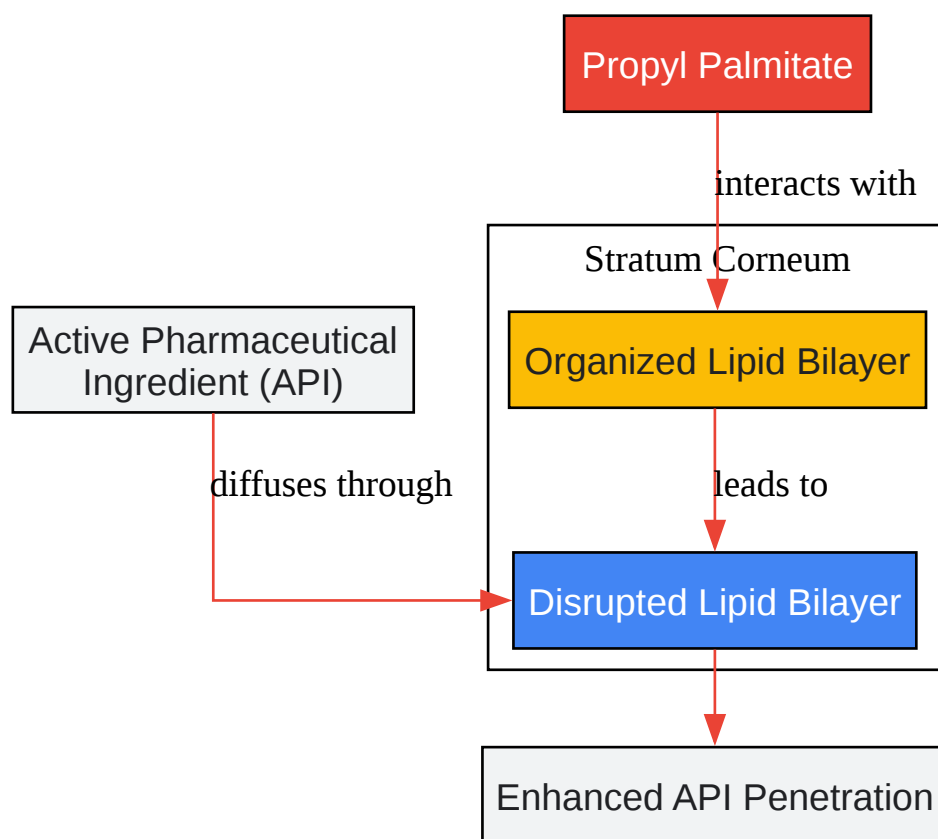 Propyl Palmitate
interacts with
Stratum Corneum
Active Pharmaceutical
Ingredient (API)
Organized Lipid Bilayer
diffuses through
leads to
Disrupted Lipid Bilayer
Enhanced API Penetration